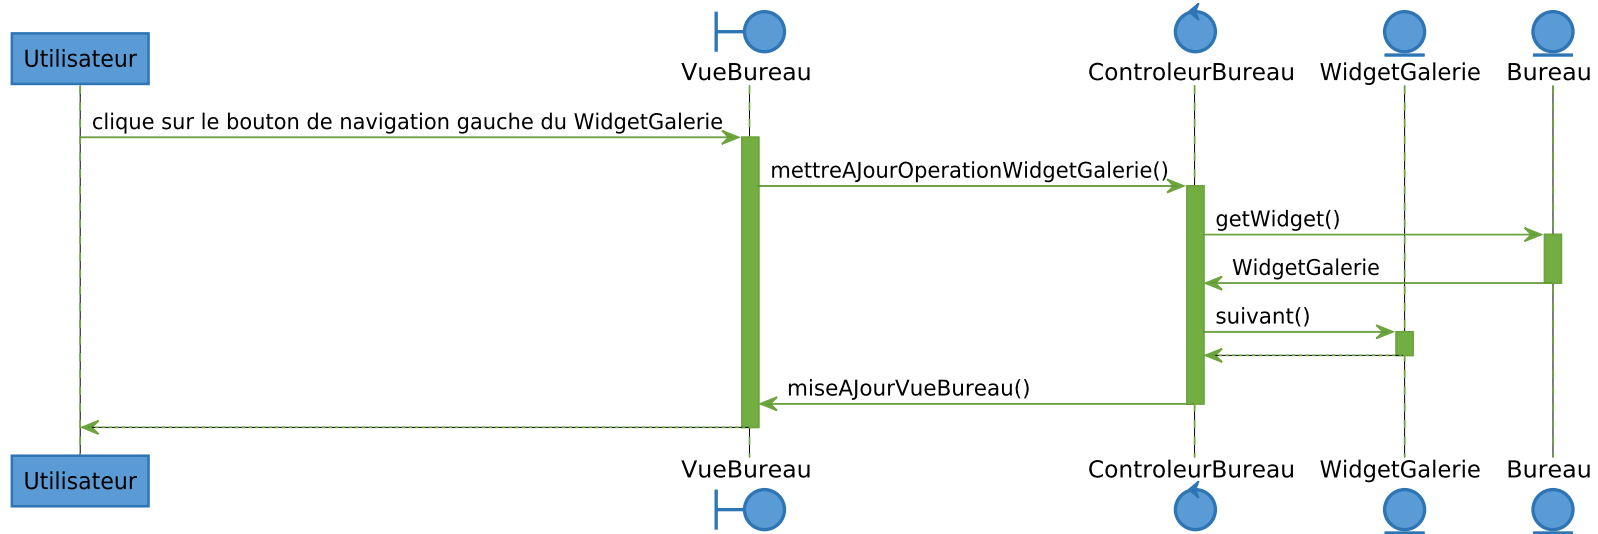 Utilisateur
VueBureau
ControleurBureau
WidgetGalerie
Bureau
clique sur le bouton de navigation gauche du WidgetGalerie
mettreAJourOperationWidgetGalerie()
getWidget()
WidgetGalerie
suivant()
miseAJourVueBureau()
Utilisateur
VueBureau
ControleurBureau
WidgetGalerie
Bureau